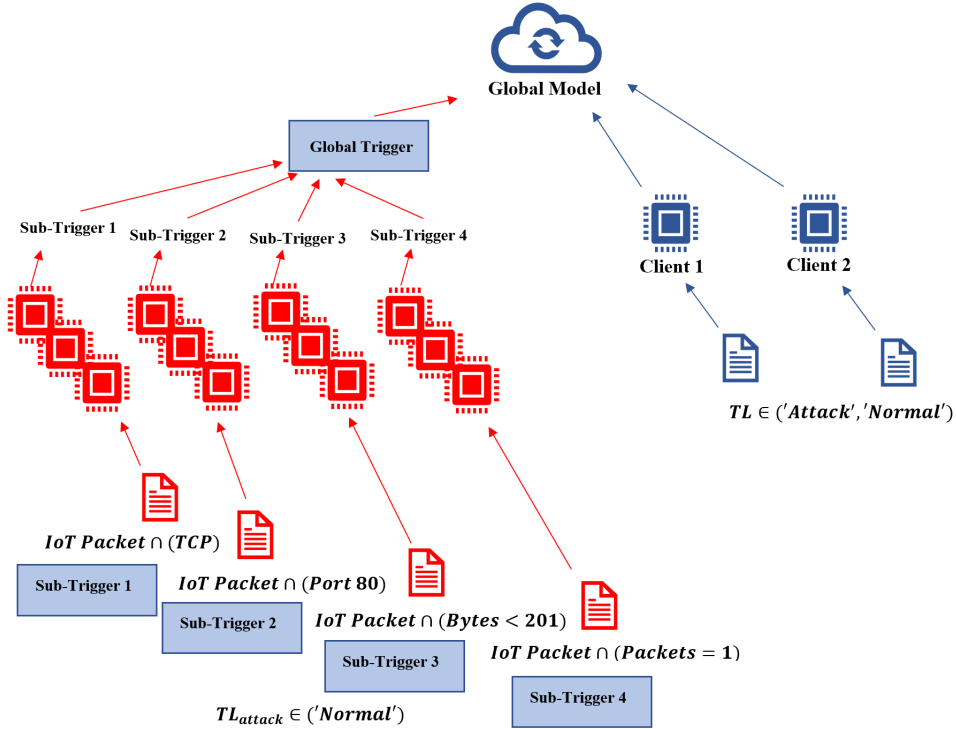 Global Model
Global Trigger
Sub-Trigger 1
Sub-Trigger 2
Sub-Trigger 3
Sub-Trigger 4
Client 1
Client 2
TL ∈ ('Attack', 'Normal')
IoT Packet ∩ (TCP)
Sub-Trigger 1
IoT Packet ∩ (Port 80)
Sub-Trigger 2
IoT Packet ∩ (Bytes < 201)
Sub-Trigger 3
IoT Packet ∩ (Packets = 1)
Sub-Trigger 4
TL_attack ∈ ('Normal')